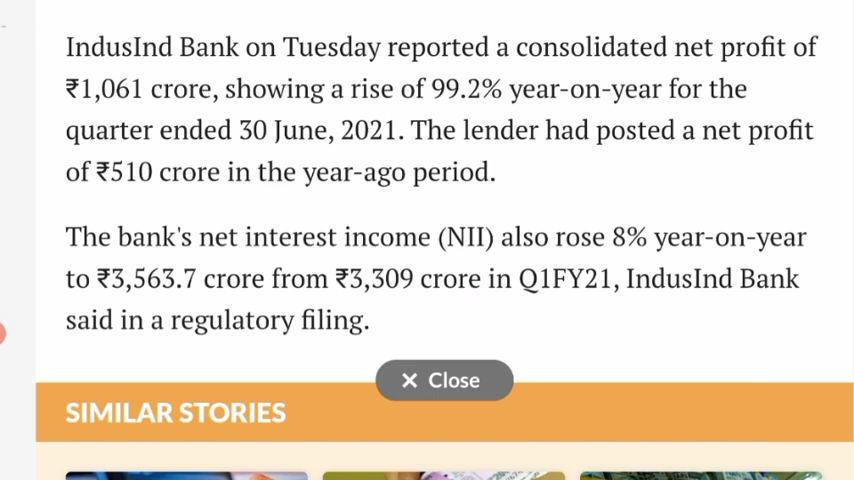 IndusInd Bank on Tuesday reported a consolidated net profit of
₹1,061 crore, showing a rise of 99.2% year-on-year for the
quarter ended 30 June, 2021. The lender had posted a net profit
of ₹510 crore in the year-ago period.
The bank's net interest income (NII) also rose 8% year-on-year
to ₹3,563.7 crore from ₹3,309 crore in Q1FY21, IndusInd Bank
said in a regulatory filing.
× Close
SIMILAR STORIES